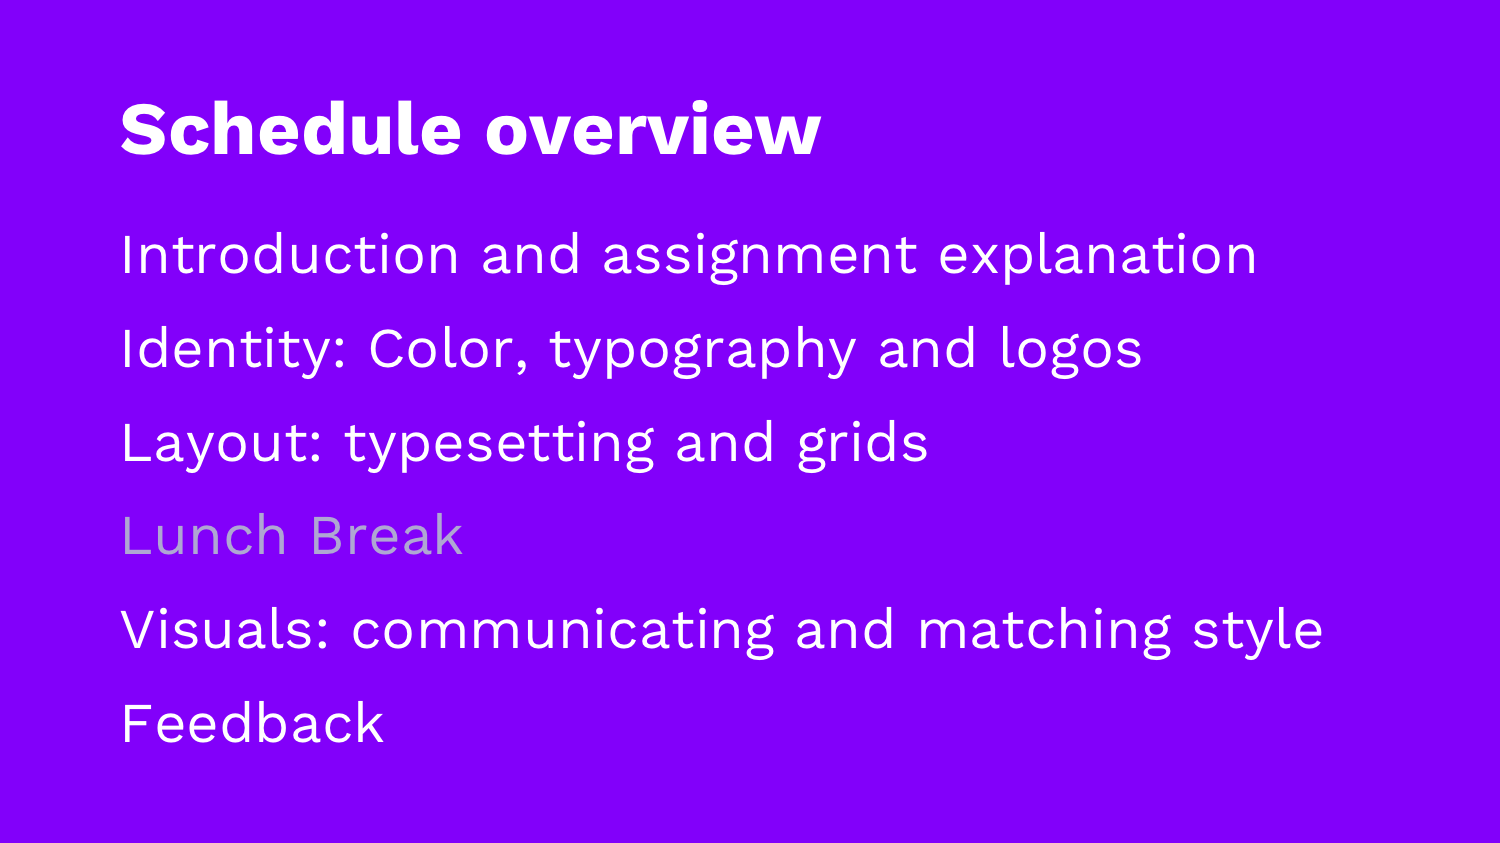 Schedule overview
Introduction and assignment explanation
Identity: Color, typography and logos
Layout: typesetting and grids
Lunch Break
Visuals: communicating and matching style
Feedback